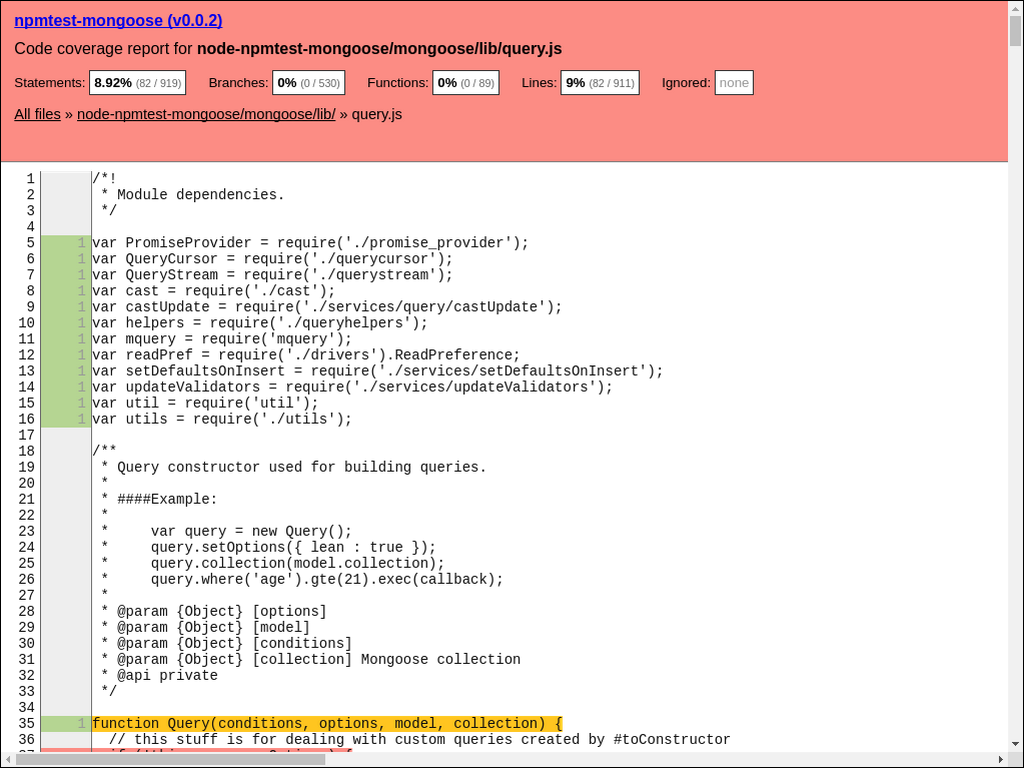 npmtest-mongoose (v0.0.2)
Code coverage report for node-npmtest-mongoose/mongoose/lib/query.js
Statements: 8.92% (82 / 919) Branches: 0% (0 / 530) Functions: 0% (0 / 89) Lines: 9% (82 / 911) Ignored: none
All files » node-npmtest-mongoose/mongoose/lib/ » query.js
1 /*!
2 * Module dependencies.
3 */
4
5 1 var PromiseProvider = require('./promise_provider');
6 1 var QueryCursor = require('./querycursor');
7 1 var QueryStream = require('./querystream');
8 1 var cast = require('./cast');
9 1 var castUpdate = require('./services/query/castUpdate');
10 1 var helpers = require('./queryhelpers');
11 1 var mquery = require('mquery');
12 1 var readPref = require('./drivers').ReadPreference;
13 1 var setDefaultsOnInsert = require('./services/setDefaultsOnInsert');
14 1 var updateValidators = require('./services/updateValidators');
15 1 var util = require('util');
16 1 var utils = require('./utils');
17
18 /**
19 * Query constructor used for building queries.
20 *
21 * ####Example:
22 *
23 *     var query = new Query();
24 *     query.setOptions({ lean : true });
25 *     query.collection(model.collection);
26 *     query.where('age').gte(21).exec(callback);
27 *
28 * @param {Object} [options]
29 * @param {Object} [model]
30 * @param {Object} [conditions]
31 * @param {Object} [collection] Mongoose collection
32 * @api private
33 */
34
35 1 function Query(conditions, options, model, collection) {
36   // this stuff is for dealing with custom queries created by #toConstructor